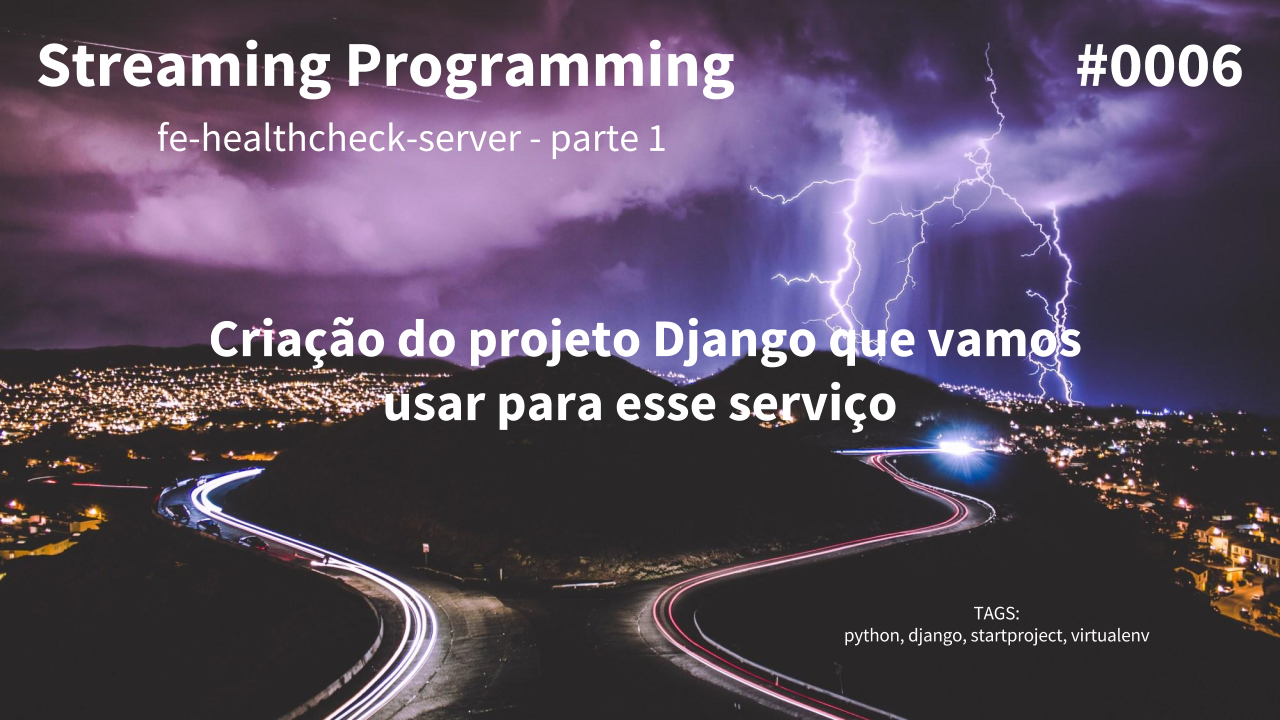 Streaming Programming
#0006
fe-healthcheck-server - parte 1
Criação do projeto Django que vamos
usar para esse serviço
TAGS:
python, django, startproject, virtualenv